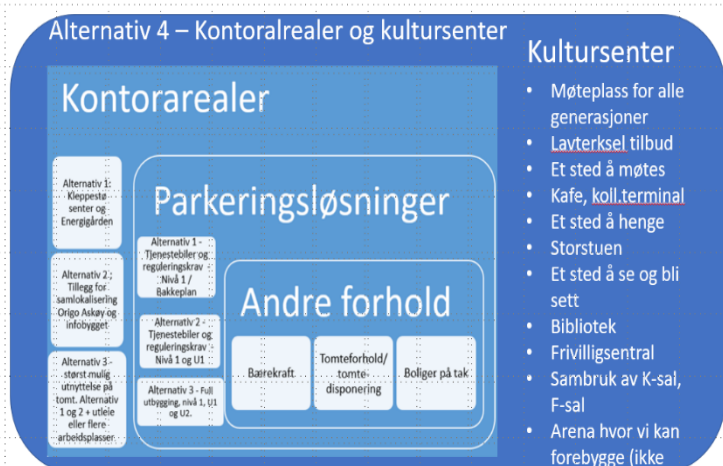 Alternativ 4 – Kontoralrealer og kultursenter
Kontorarealer
Alternativ 1:
Kleppestø
senter og
Energigården
Alternativ 2 ;
Tillegg for
samlokalisering
Origo Askøy og
infobygget
Alternativ 3 -
størst mulig
utnyttelse på
tomt. Alternativ
1 og 2 + utleie
eller flere
arbeidsplasser.
Parkeringsløsninger
Alternativ 1 -
Tjenestebiler og
reguleringskrav -
Nivå 1 /
Bakkeplan
Alternativ 2 -
Tjenestebiler og
reguleringskrav
- Nivå 1 og U1
Alternativ 3 - Full
utbygging, nivå 1, U1
og U2.
Andre forhold
Bærekraft
Tomteforhold/
tomte-
disponering
Boliger på tak
Kultursenter
• Møteplass for alle
generasjoner
• Lavterksel tilbud
• Et sted å møtes
• Kafe, koll.terminal
• Et sted å henge
• Storstuen
• Et sted å se og bli
sett
• Bibliotek
• Frivilligsentral
• Sambruk av K-sal,
F-sal
• Arena hvor vi kan
forebygge (ikke